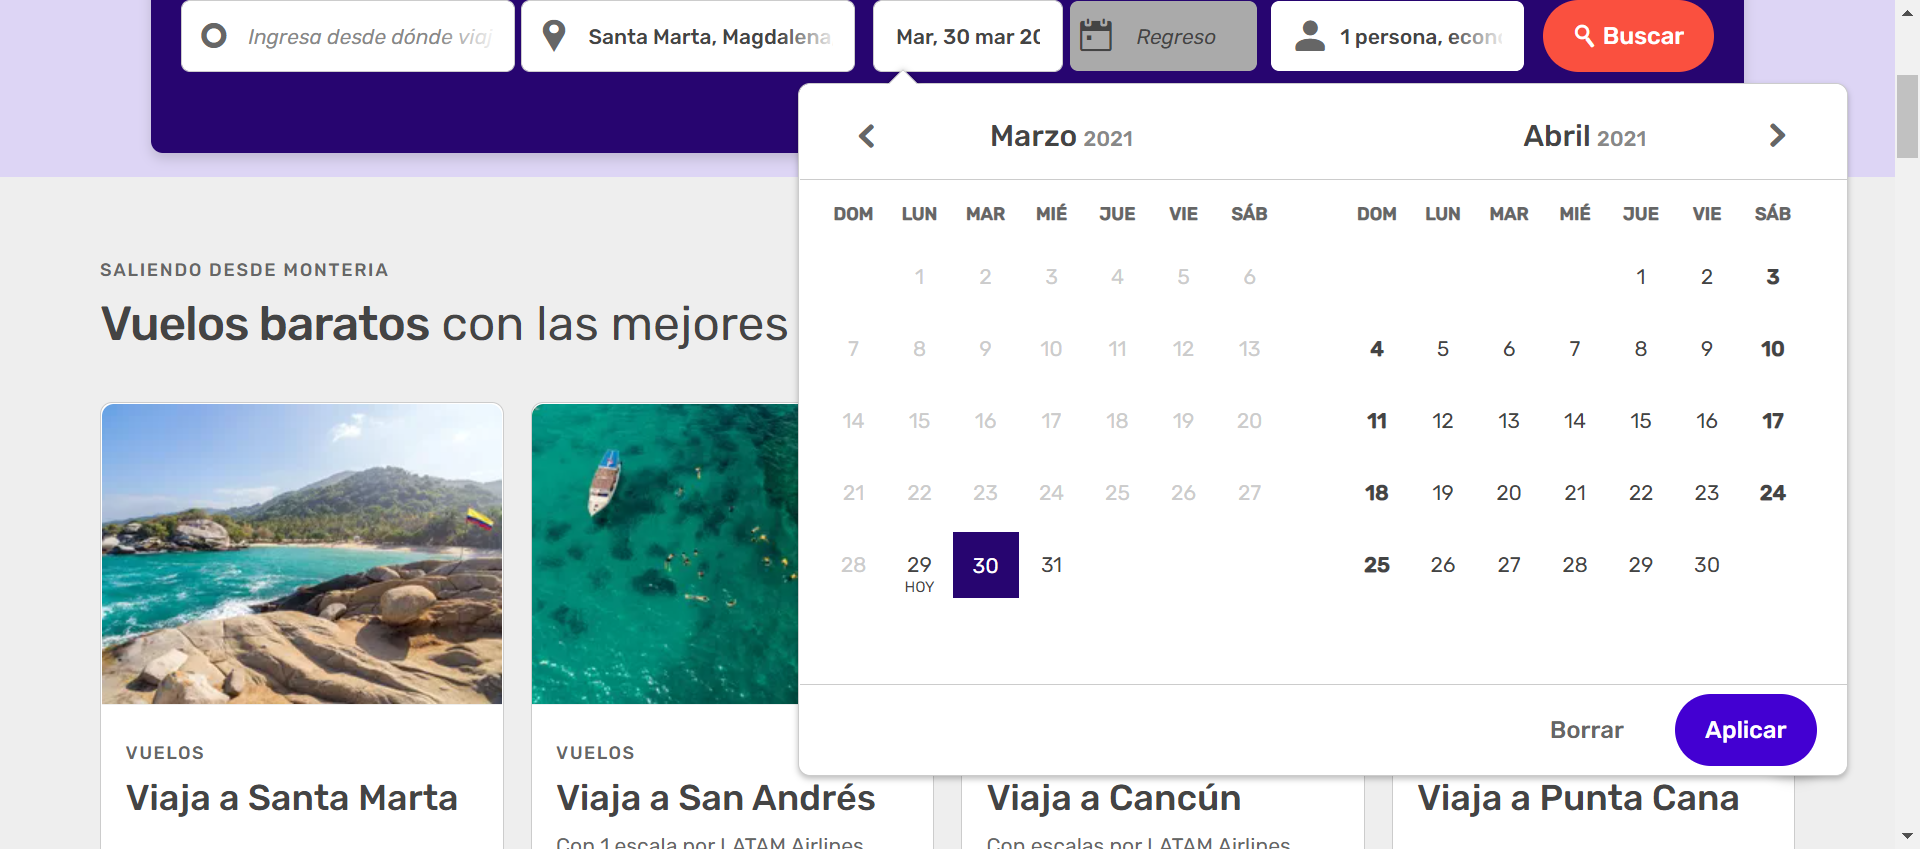 Ingresa desde dónde viaj
Santa Marta, Magdalena
Mar, 30 mar 20
Regreso
1 persona, econ
Buscar
Marzo 2021
Abril 2021
DOM LUN MAR MIÉ JUE VIE SÁB
1 2 3 4 5 6
7 8 9 10 11 12 13
14 15 16 17 18 19 20
21 22 23 24 25 26 27
28 29 30 31
HOY
DOM LUN MAR MIÉ JUE VIE SÁB
1 2 3
4 5 6 7 8 9 10
11 12 13 14 15 16 17
18 19 20 21 22 23 24
25 26 27 28 29 30
Borrar
Aplicar
SALIENDO DESDE MONTERIA
Vuelos baratos con las mejores
VUELOS
Viaja a Santa Marta
VUELOS
Viaja a San Andrés
Con 1 escala por LATAM Airlines
Viaja a Cancún
Con escalas por LATAM Airlines
Viaja a Punta Cana